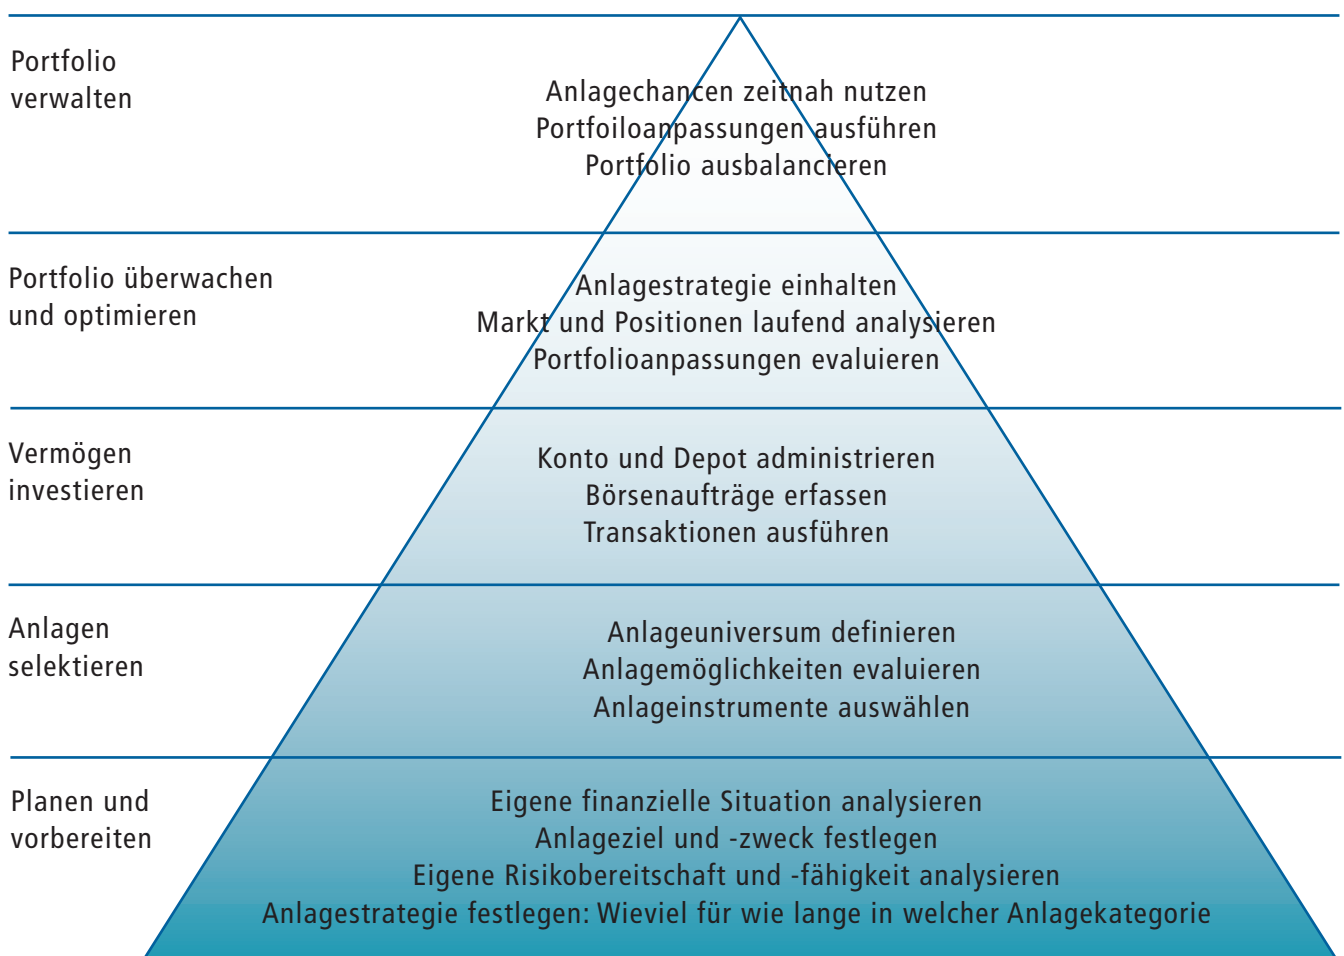 Portfolio
verwalten
Anlagechancen zeitnah nutzen
Portfoiloanpassungen ausführen
Portfolio ausbalancieren
Portfolio überwachen
und optimieren
Anlagestrategie einhalten
Markt und Positionen laufend analysieren
Portfolioanpassungen evaluieren
Vermögen
investieren
Konto und Depot administrieren
Börsenaufträge erfassen
Transaktionen ausführen
Anlagen
selektieren
Anlageuniversum definieren
Anlagemöglichkeiten evaluieren
Anlageinstrumente auswählen
Planen und
vorbereiten
Eigene finanzielle Situation analysieren
Anlageziel und -zweck festlegen
Eigene Risikobereitschaft und -fähigkeit analysieren
Anlagestrategie festlegen: Wieviel für wie lange in welcher Anlagekategorie